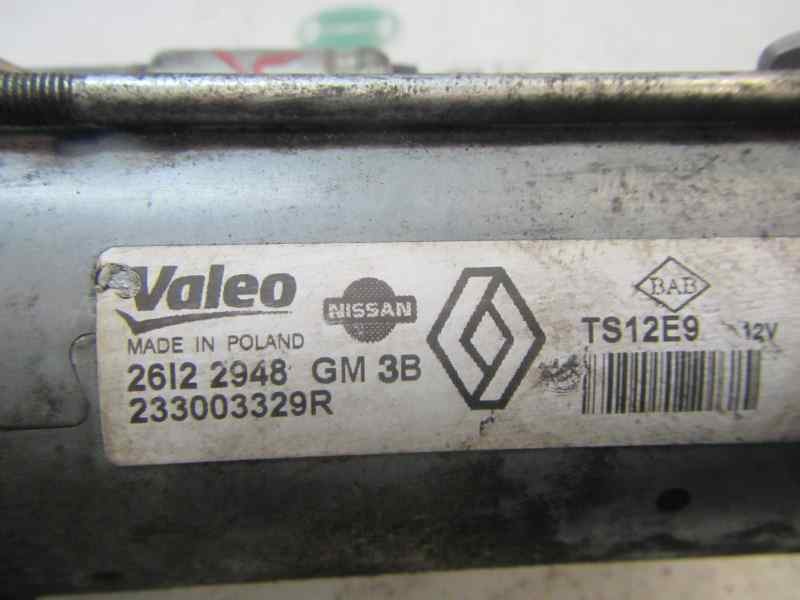 Valeo
NISSAN
BAB
MADE IN POLAND
TS12E9 12V
26I2 2948 GM 3B
233003329R